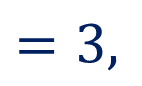 = 3,